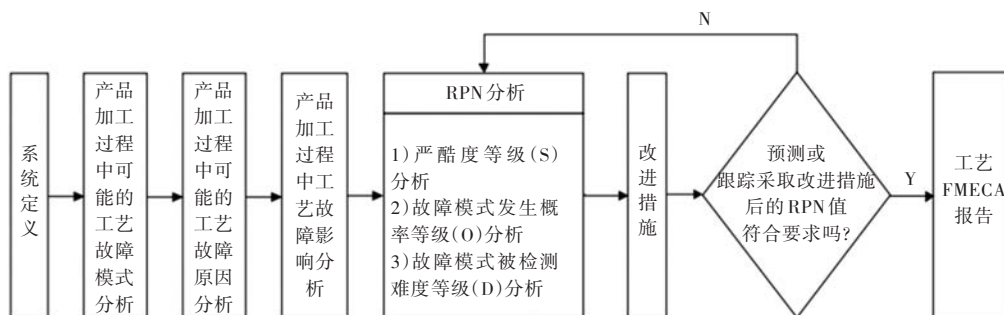 N
系
统
定
义
产品
加工
过程
中可
能的
工艺
故障
模式
分析
产品
加工
过程
中可
能的
工艺
故障
原因
分析
产品
加工
过程
中工
艺故
障影
响分
析
RPN分析
1)严酷度等级(S)
分析
2)故障模式发生概
率等级(O)分析
3)故障模式被检测
难度等级(D)分析
改
进
措
施
预测或
跟踪采取改进措施
后的RPN值
符合要求吗?
Y
工艺
FMECA
报告